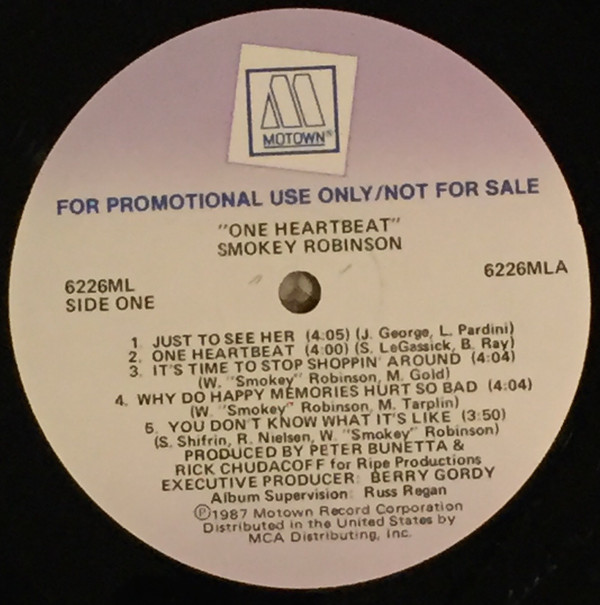 MOTOWN®
FOR PROMOTIONAL USE ONLY/NOT FOR SALE
"ONE HEARTBEAT"
SMOKEY ROBINSON
6226ML
SIDE ONE
6226MLA
1. JUST TO SEE HER (4:05) (J. George, L. Pardini)
2. ONE HEARTBEAT (4:00) (S. LeGassick, B. Ray)
3. IT'S TIME TO STOP SHOPPIN' AROUND (4:04)
(W. "Smokey" Robinson, M. Gold)
4. WHY DO HAPPY MEMORIES HURT SO BAD (4:04)
(W. "Smokey" Robinson, M. Tarplin)
5. YOU DON'T KNOW WHAT IT'S LIKE (3:50)
(S. Shifrin, R. Nielsen, W. "Smokey" Robinson)
PRODUCED BY PETER BUNETTA &
RICK CHUDACOFF for Ripe Productions
EXECUTIVE PRODUCER: BERRY GORDY
Album Supervision: Russ Regan
℗1987 Motown Record Corporation
Distributed in the United States by
MCA Distributing, Inc.